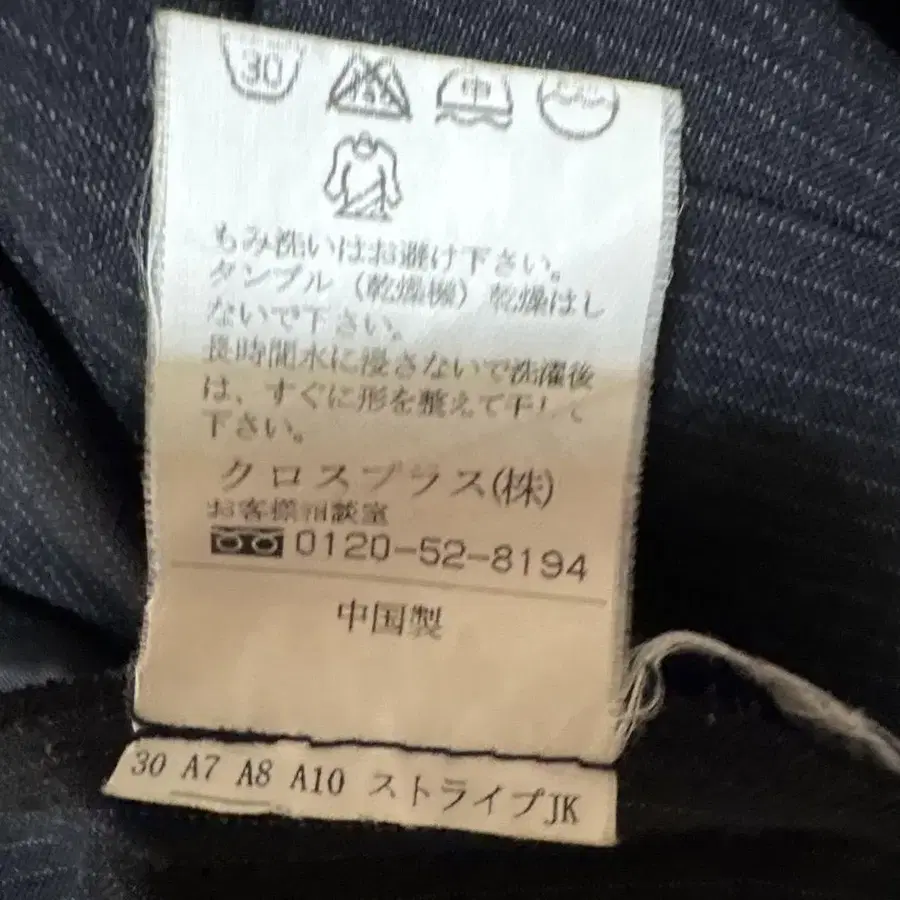 30
中
もみ洗いはお避け下さい。
タンブル（乾燥機）乾燥はし
ないで下さい。
長時間水に浸さないで洗濯後
は、すぐに形を整えて干して
下さい。
クロスプラス(株)
お客様相談室
0120-52-8194
中国製
30 A7 A8 A10 ストライプJK